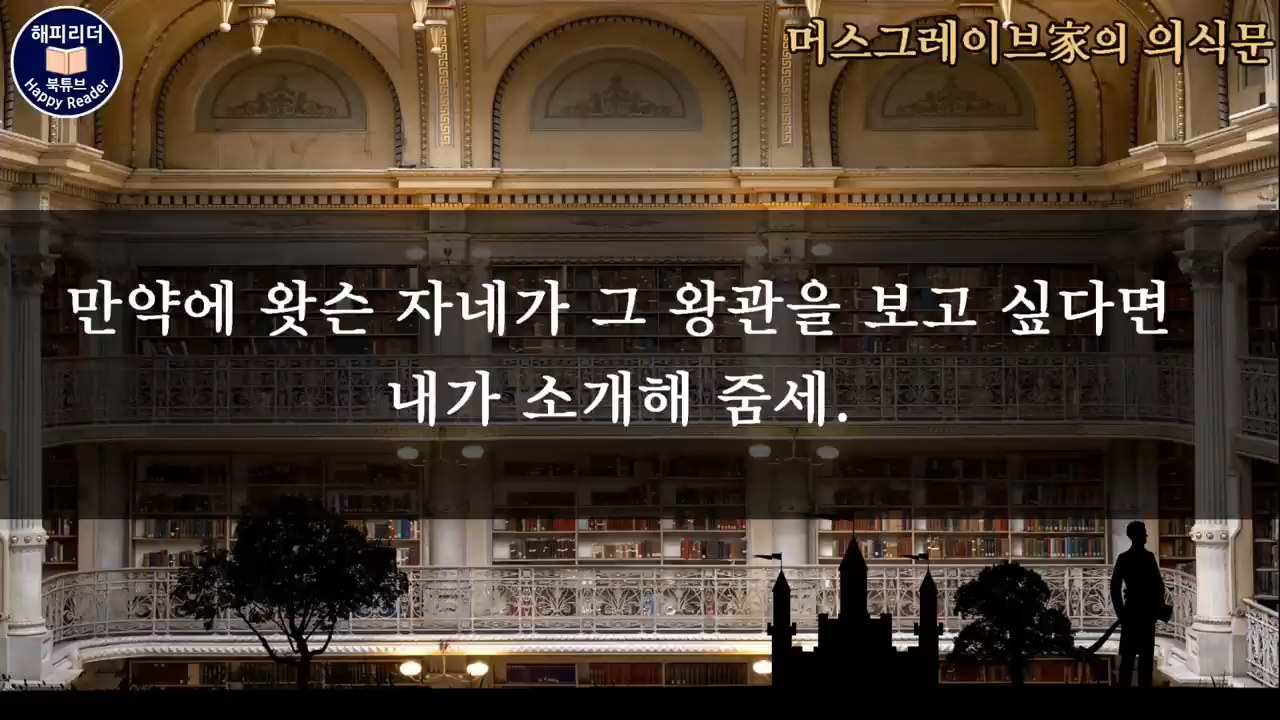 해피리더
북튜브
Happy Reader
머스그레이브家의 의식문
만약에 왓슨 자네가 그 왕관을 보고 싶다면
내가 소개해 줌세.